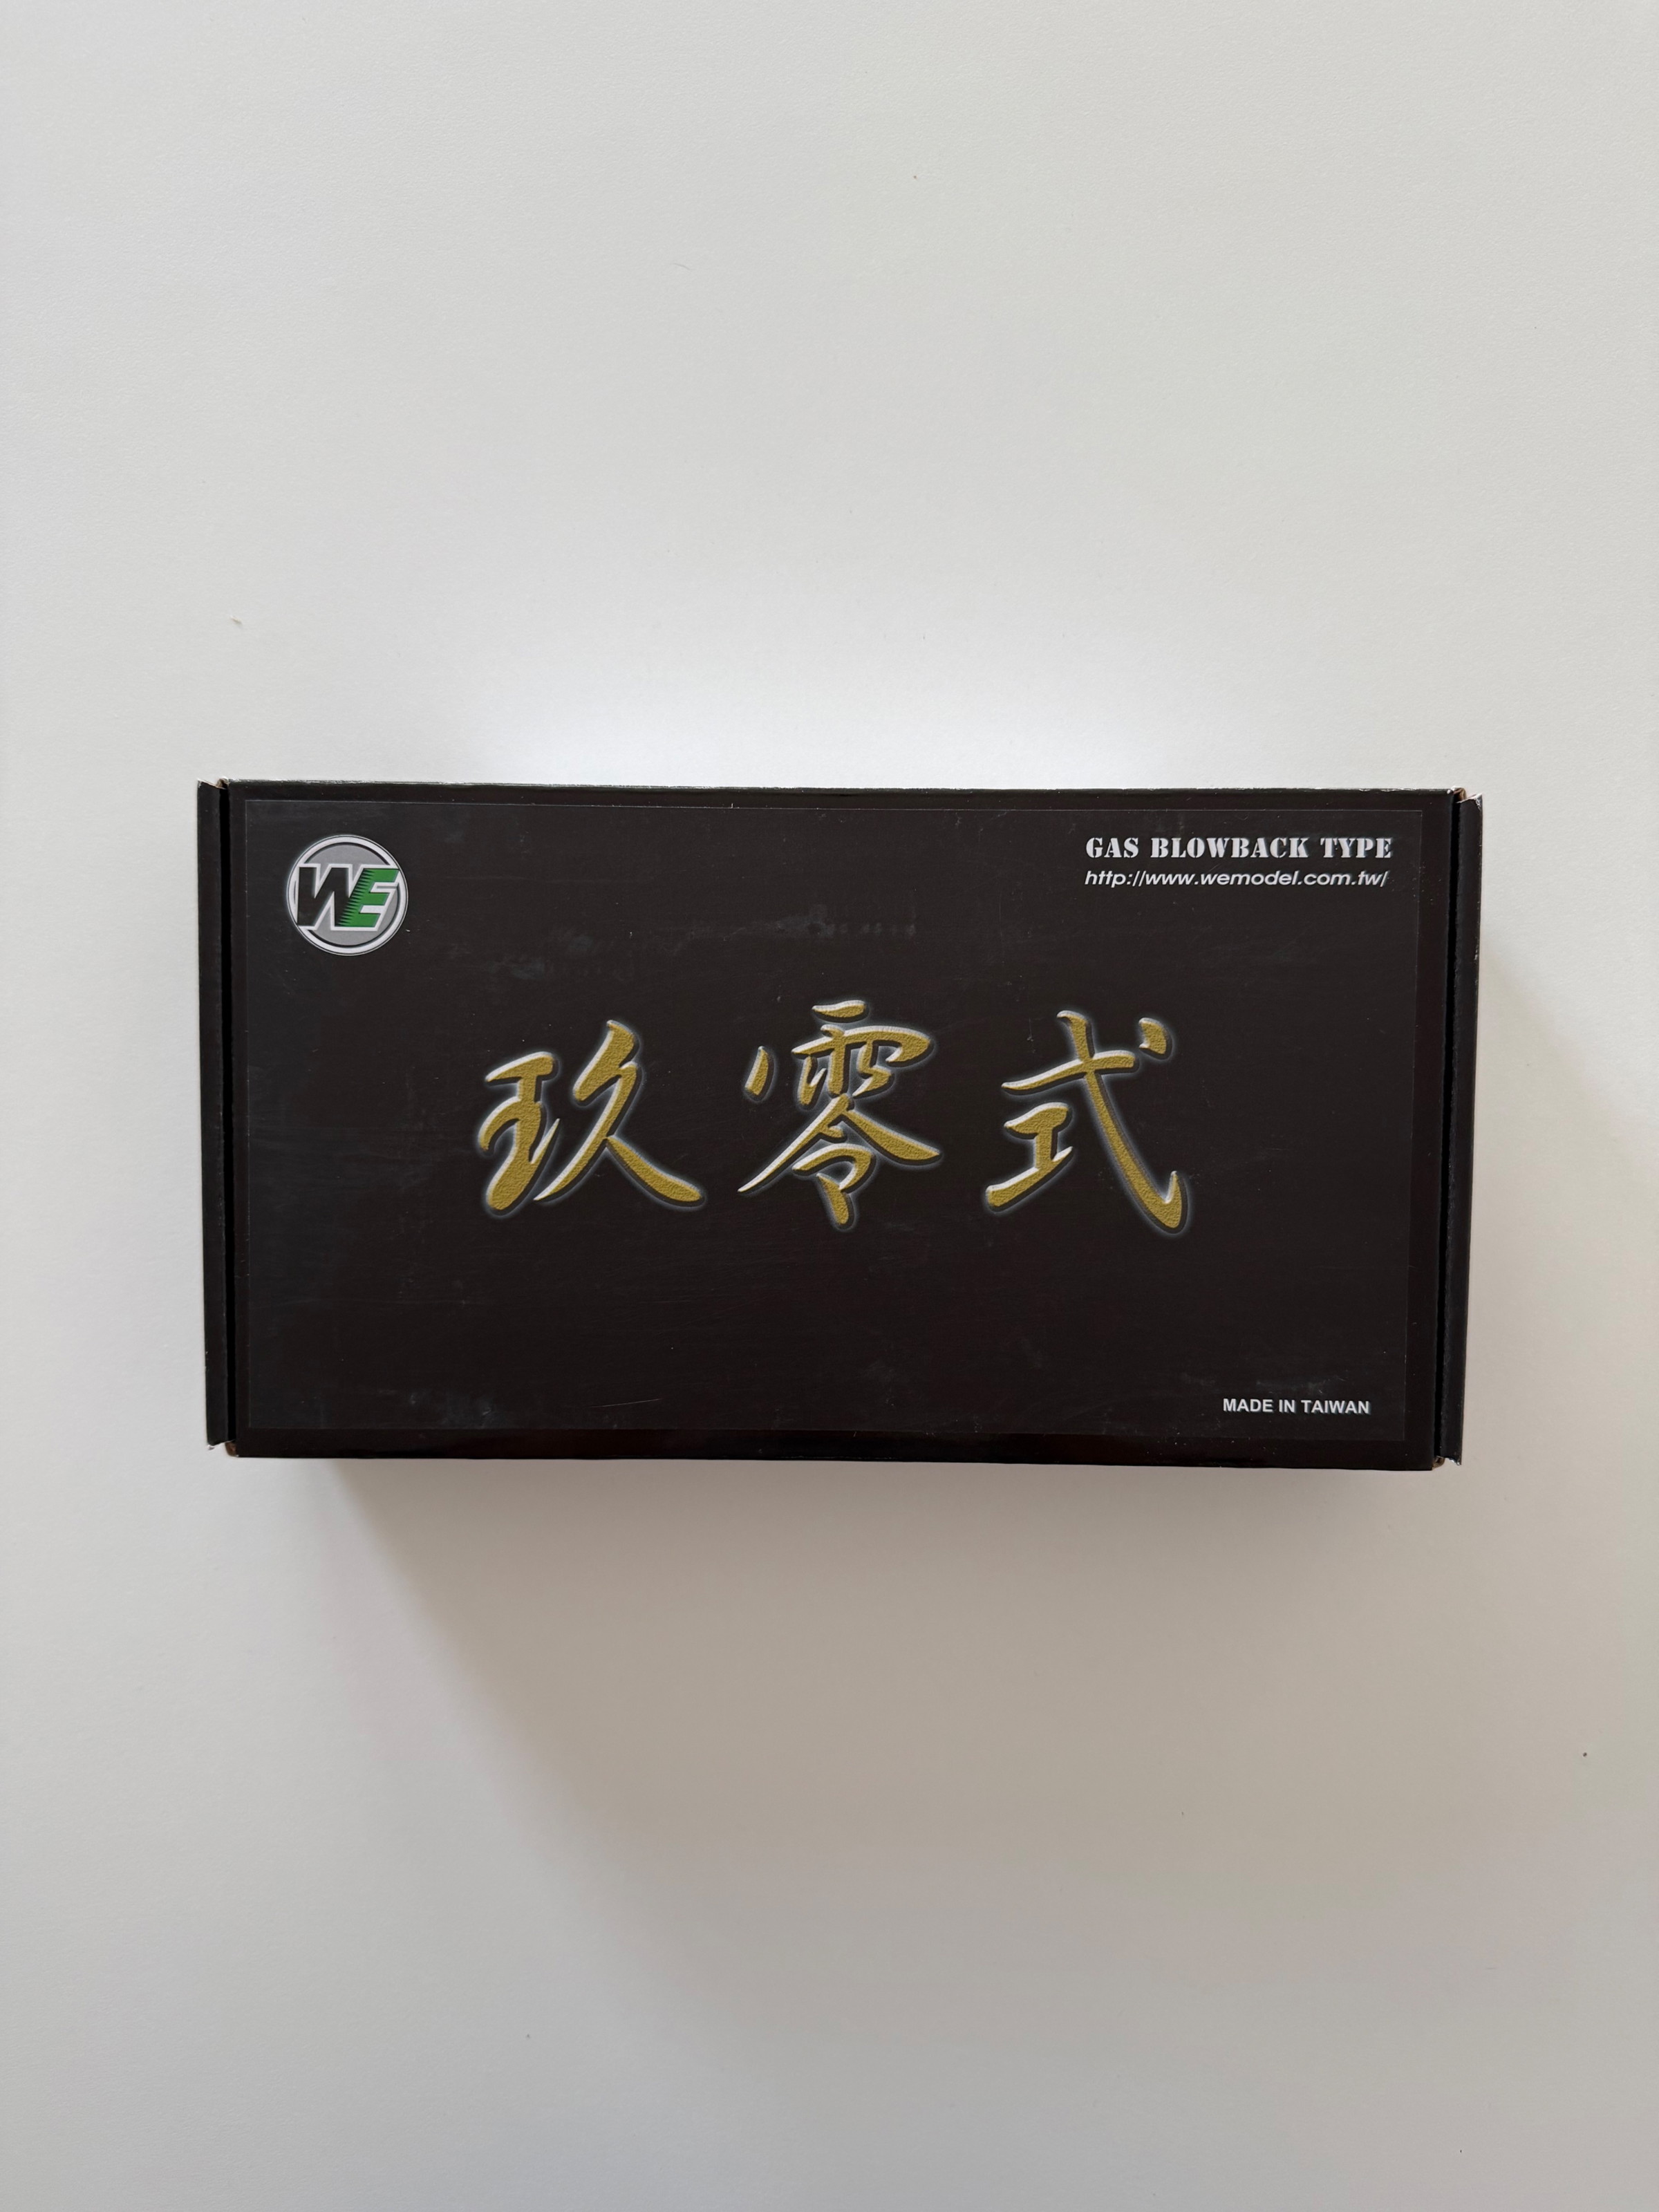 WE
GAS BLOWBACK TYPE
http://www.wemodel.com.tw/
玖零式
MADE IN TAIWAN